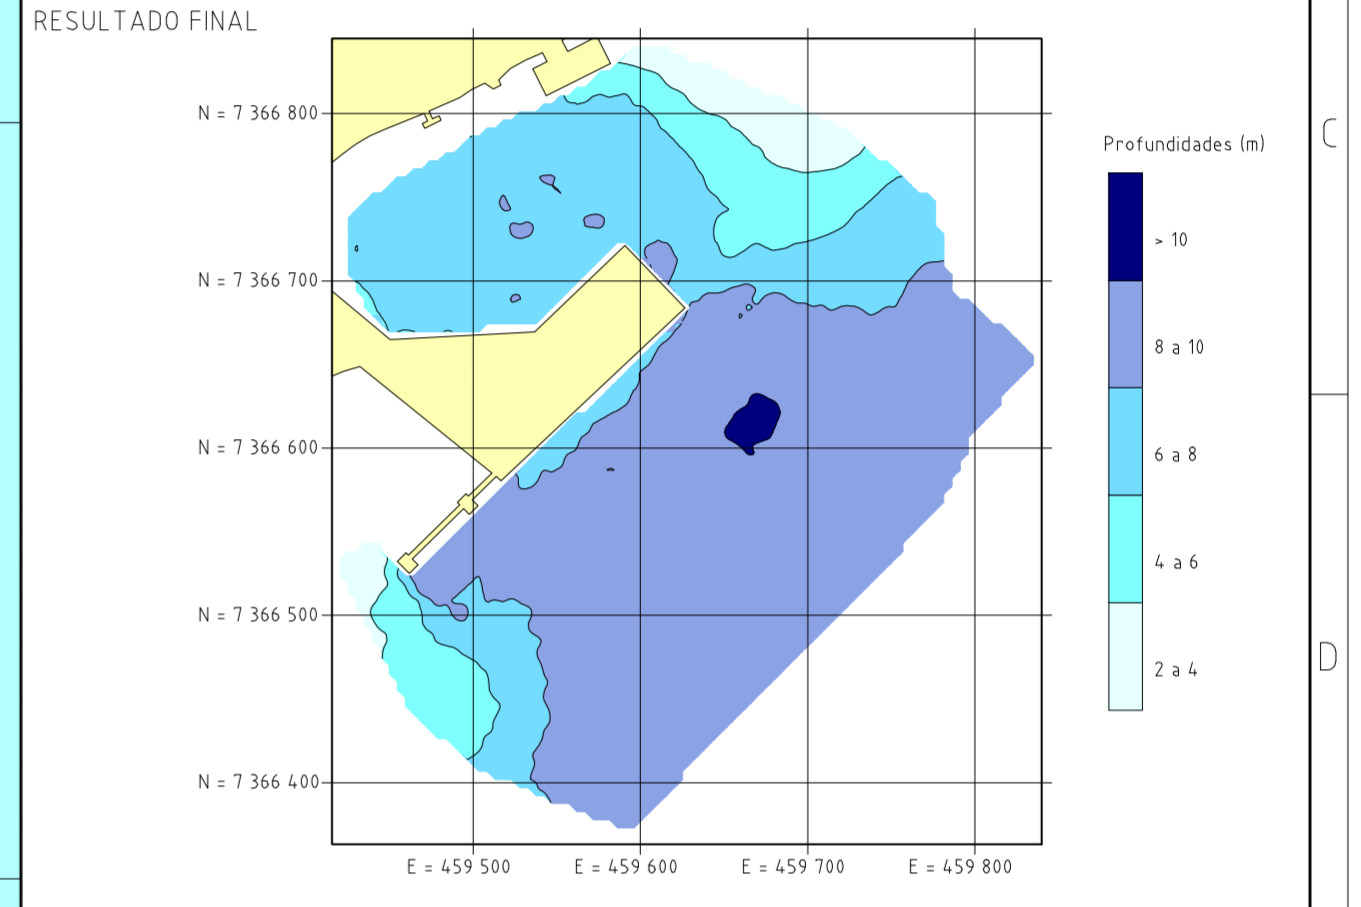 RESULTADO FINAL
N = 7 366 800
N = 7 366 700
N = 7 366 600
N = 7 366 500
N = 7 366 400
E = 459 500
E = 459 600
E = 459 700
E = 459 800
Profundidades (m)
> 10
8 a 10
6 a 8
4 a 6
2 a 4
C
D